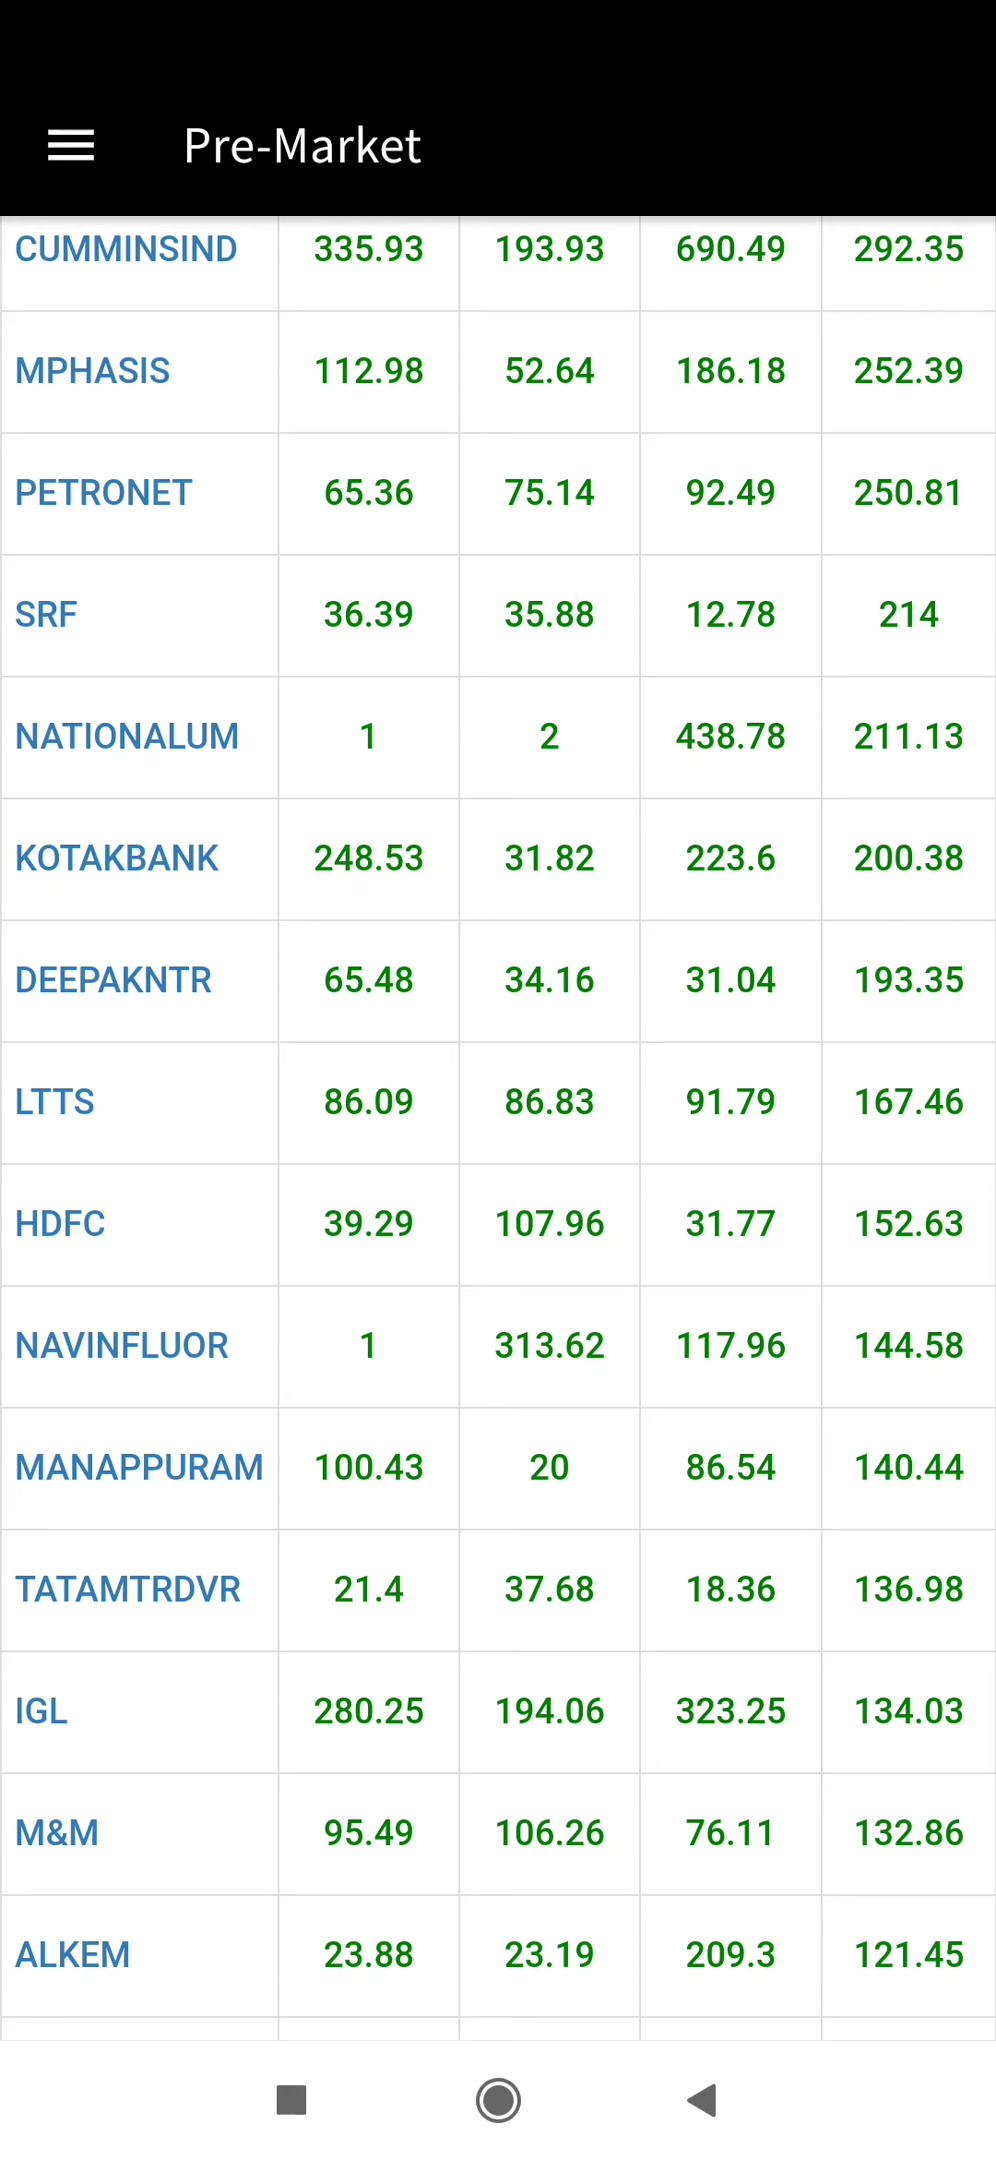 Pre-Market
CUMMINSIND 335.93 193.93 690.49 292.35
MPHASIS 112.98 52.64 186.18 252.39
PETRONET 65.36 75.14 92.49 250.81
SRF 36.39 35.88 12.78 214
NATIONALUM 1 2 438.78 211.13
KOTAKBANK 248.53 31.82 223.6 200.38
DEEPAKNTR 65.48 34.16 31.04 193.35
LTTS 86.09 86.83 91.79 167.46
HDFC 39.29 107.96 31.77 152.63
NAVINFLUOR 1 313.62 117.96 144.58
MANAPPURAM 100.43 20 86.54 140.44
TATAMTRDVR 21.4 37.68 18.36 136.98
IGL 280.25 194.06 323.25 134.03
M&M 95.49 106.26 76.11 132.86
ALKEM 23.88 23.19 209.3 121.45